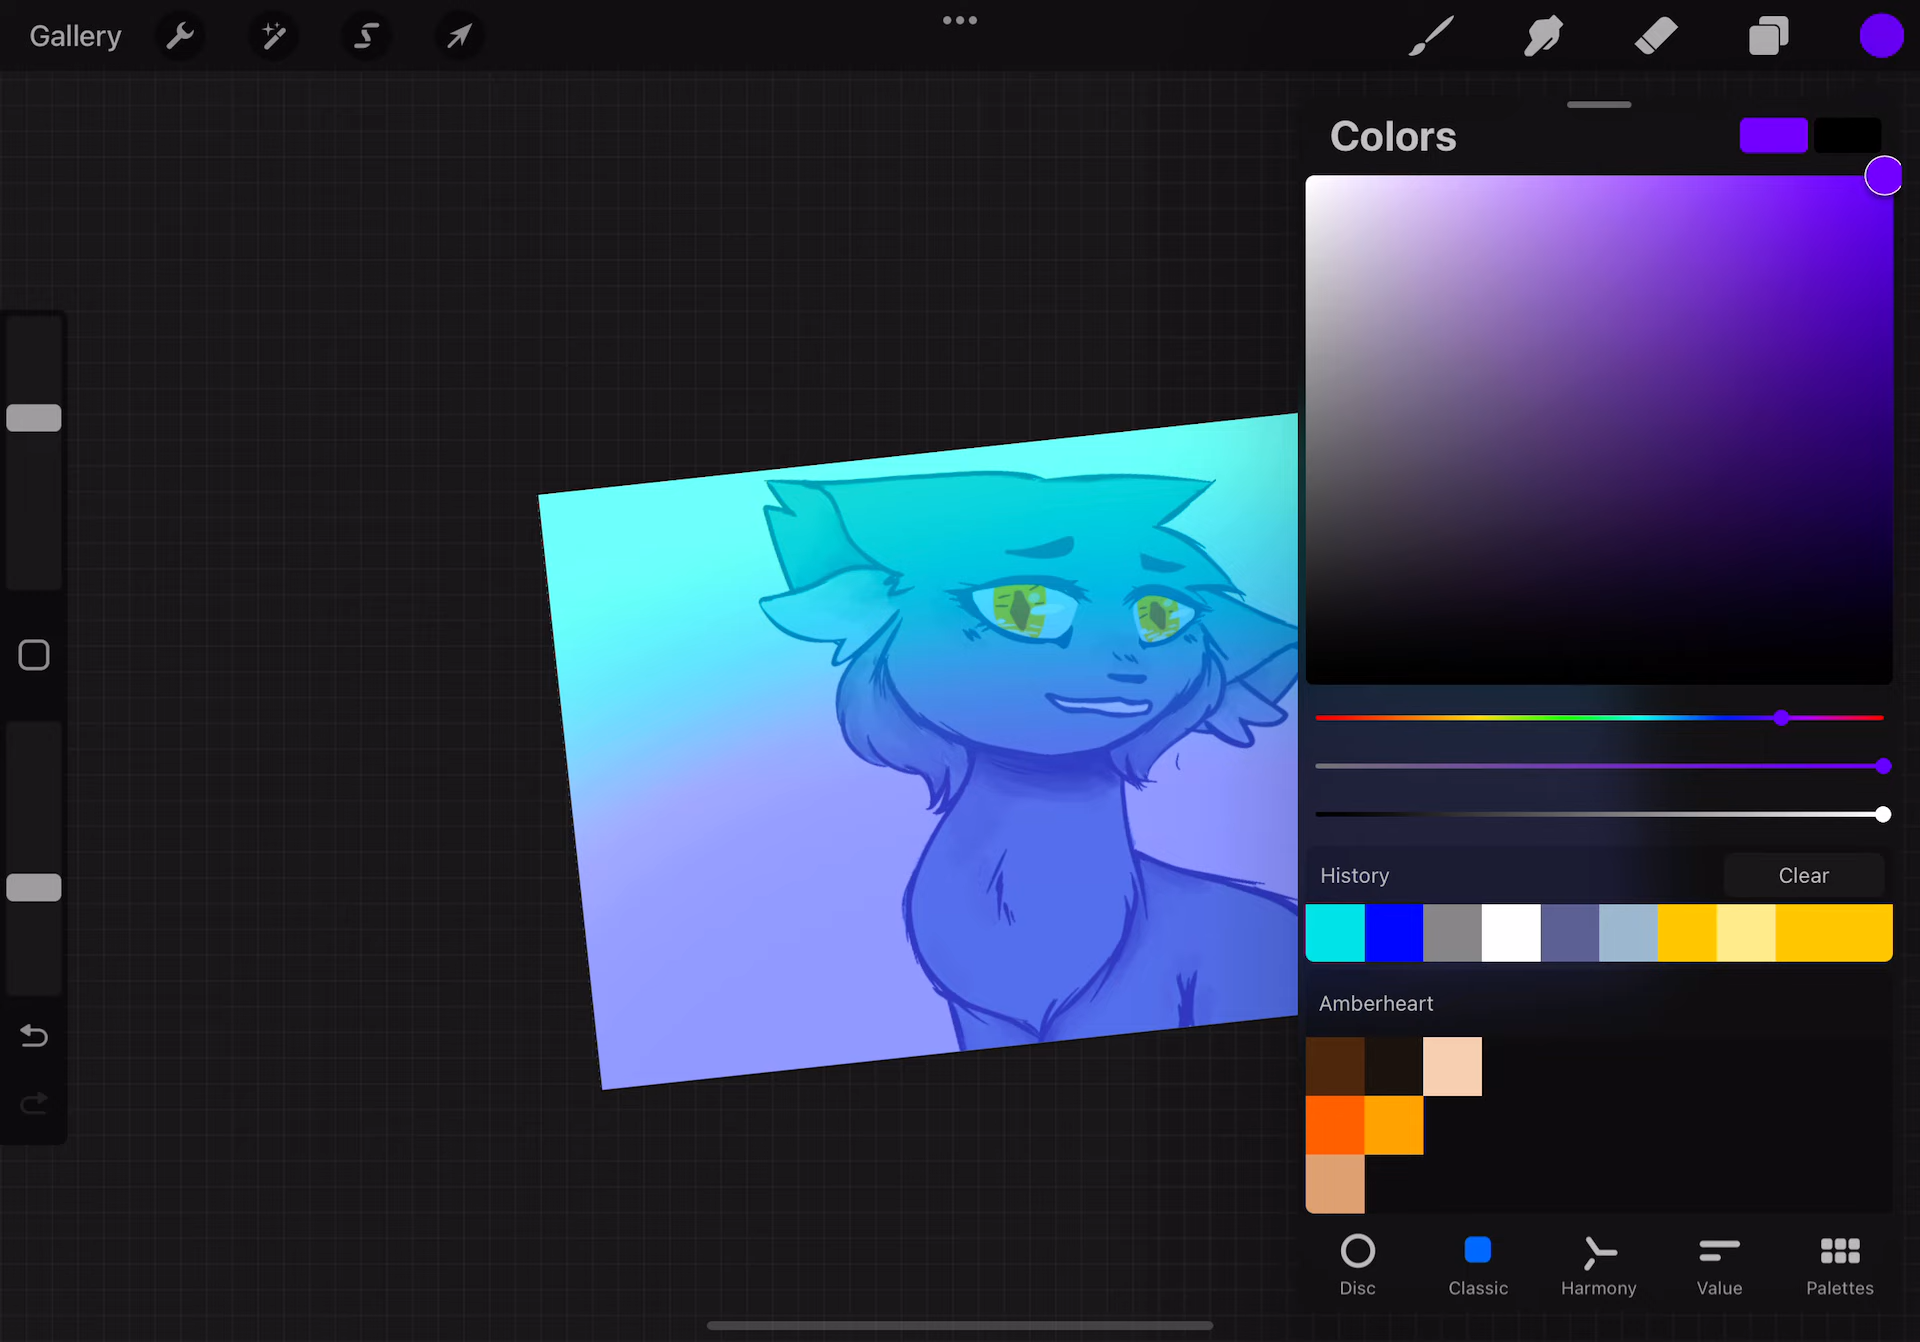 Gallery
Colors
History
Clear
Amberheart
Disc
Classic
Harmony
Value
Palettes